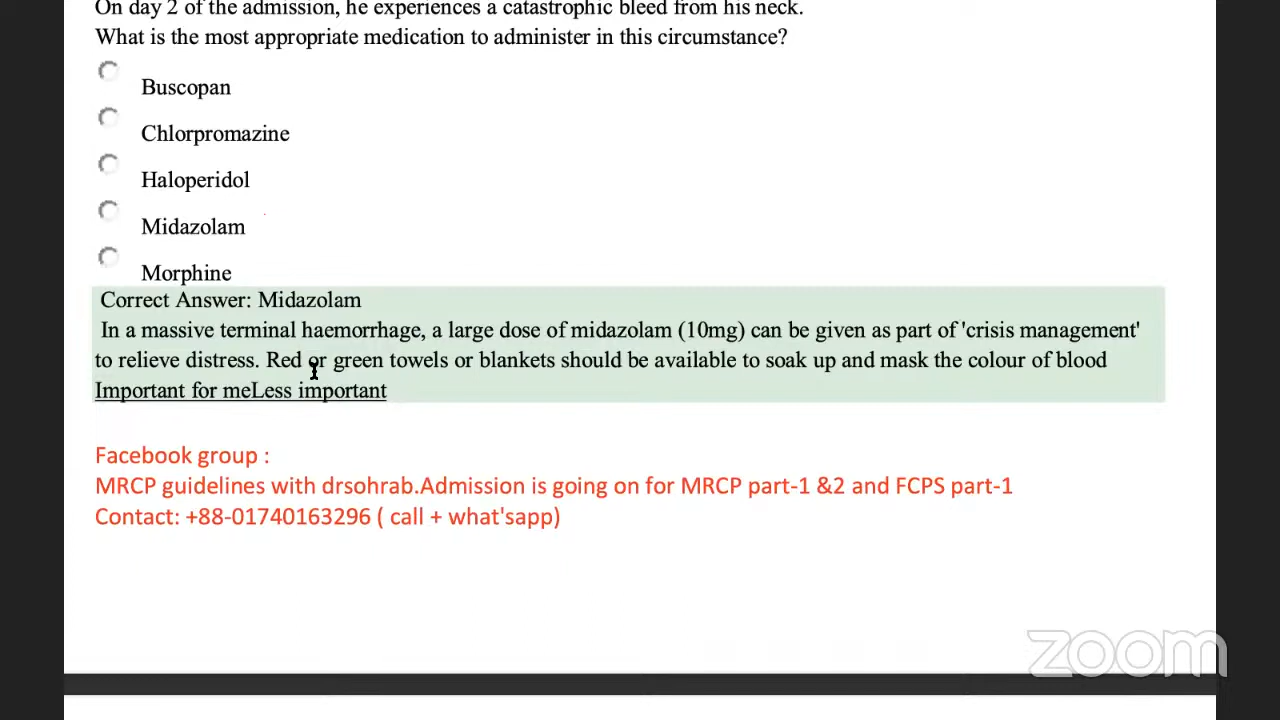 On day 2 of the admission, he experiences a catastrophic bleed from his neck.
What is the most appropriate medication to administer in this circumstance?
Buscopan
Chlorpromazine
Haloperidol
Midazolam
Morphine
Correct Answer: Midazolam
In a massive terminal haemorrhage, a large dose of midazolam (10mg) can be given as part of 'crisis management'
to relieve distress. Red or green towels or blankets should be available to soak up and mask the colour of blood
Important for meLess important
Facebook group :
MRCP guidelines with drsohrab.Admission is going on for MRCP part-1 &2 and FCPS part-1
Contact: +88-01740163296 ( call + what'sapp)
zoom